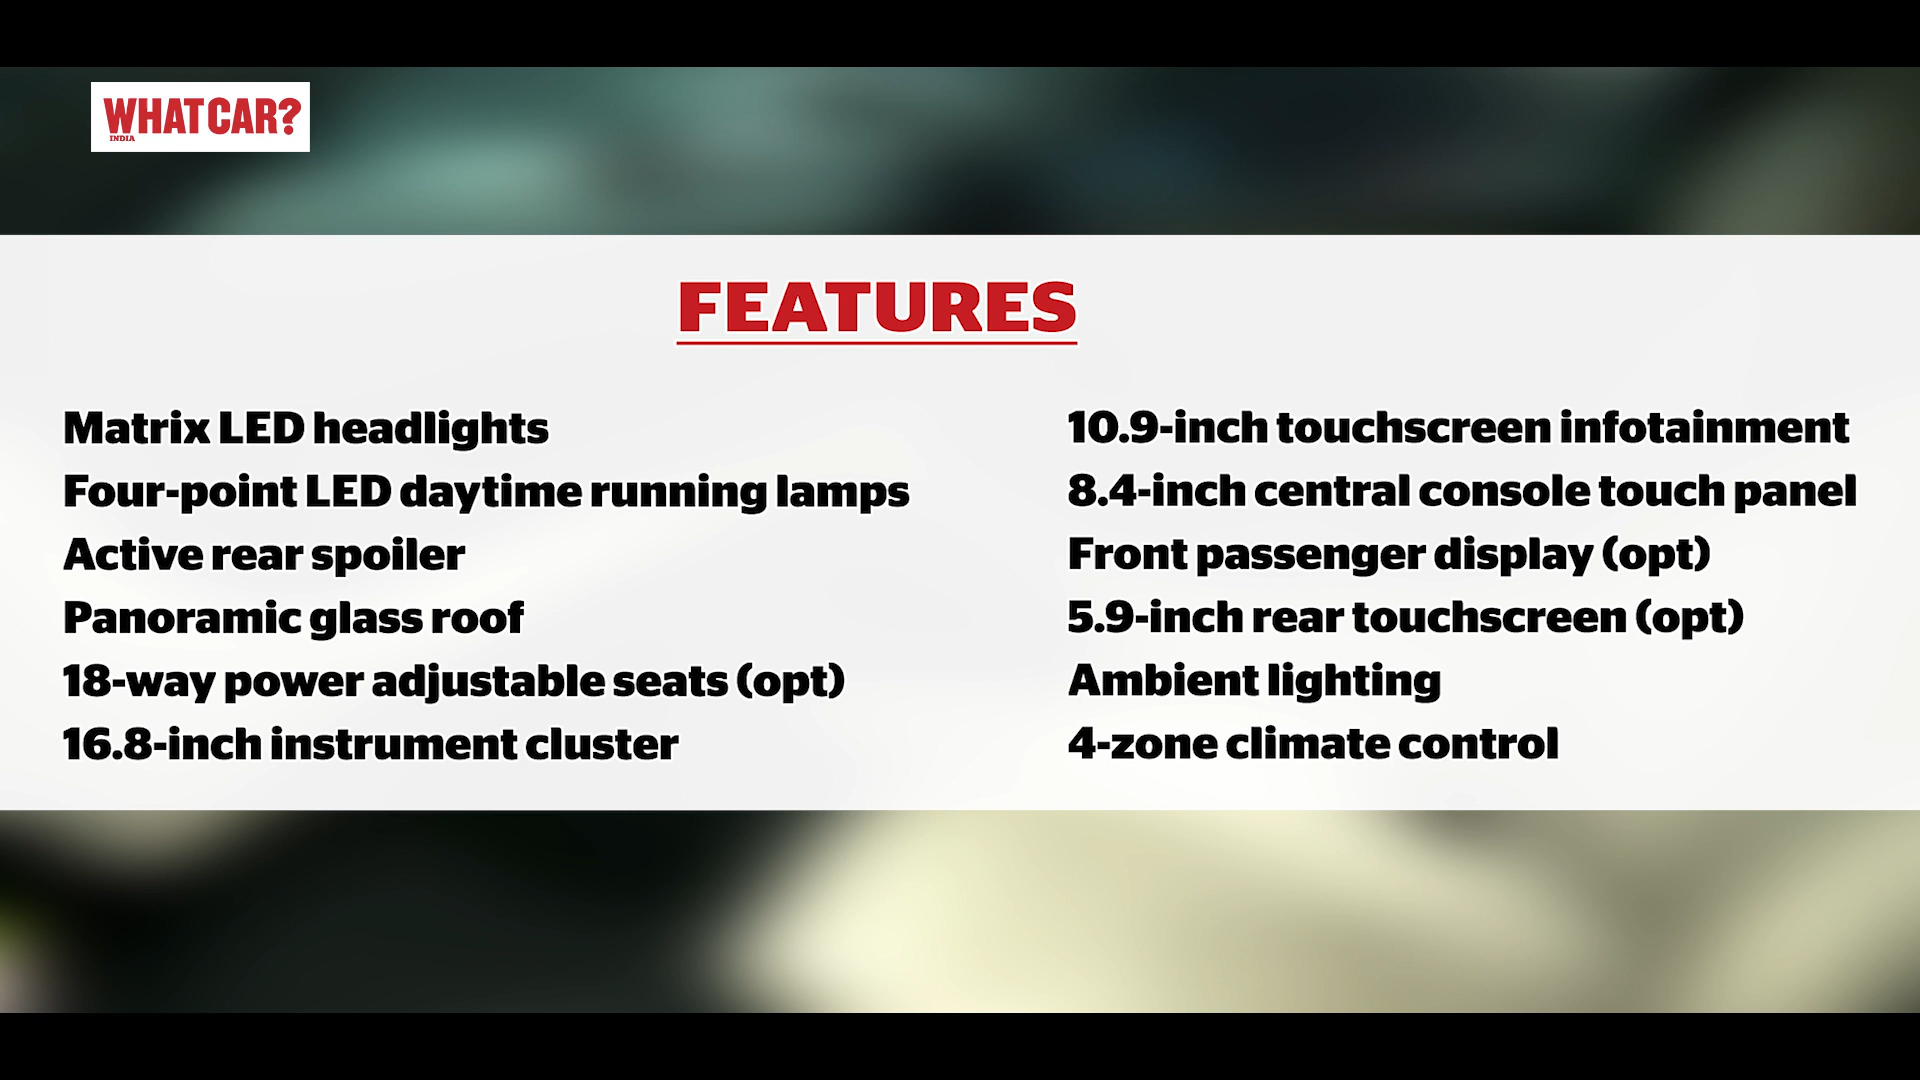 WHAT CAR?
INDIA
FEATURES
Matrix LED headlights
Four-point LED daytime running lamps
Active rear spoiler
Panoramic glass roof
18-way power adjustable seats (opt)
16.8-inch instrument cluster
10.9-inch touchscreen infotainment
8.4-inch central console touch panel
Front passenger display (opt)
5.9-inch rear touchscreen (opt)
Ambient lighting
4-zone climate control